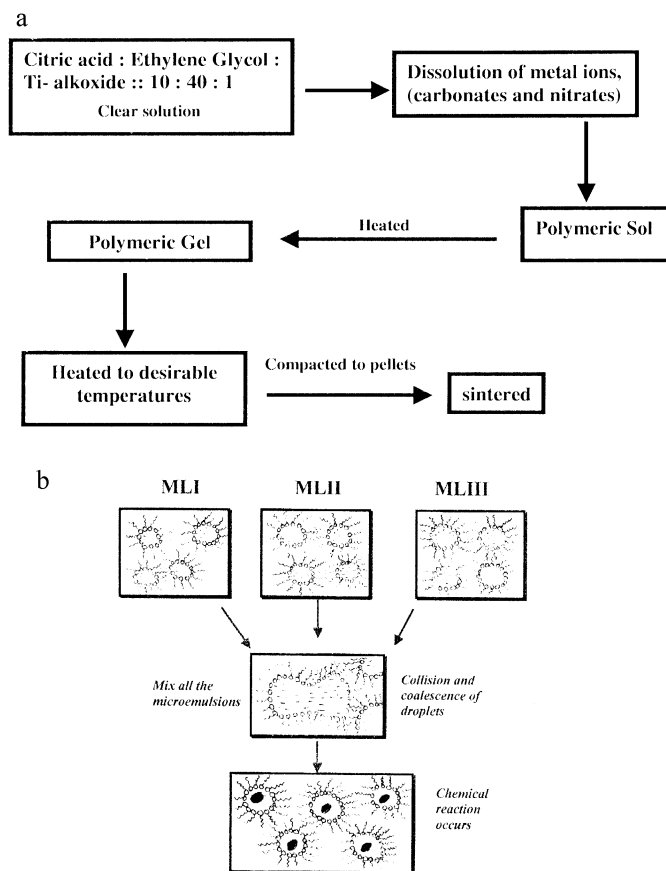 a
Citric acid : Ethylene Glycol :
Ti- alkoxide :: 10 : 40 : 1
Clear solution
Dissolution of metal ions,
(carbonates and nitrates)
Polymeric Sol
Heated
Polymeric Gel
Heated to desirable
temperatures
Compacted to pellets
sintered
b
MLI
MLII
MLIII
Mix all the
microemulsions
Collision and
coalescence of
droplets
Chemical
reaction
occurs